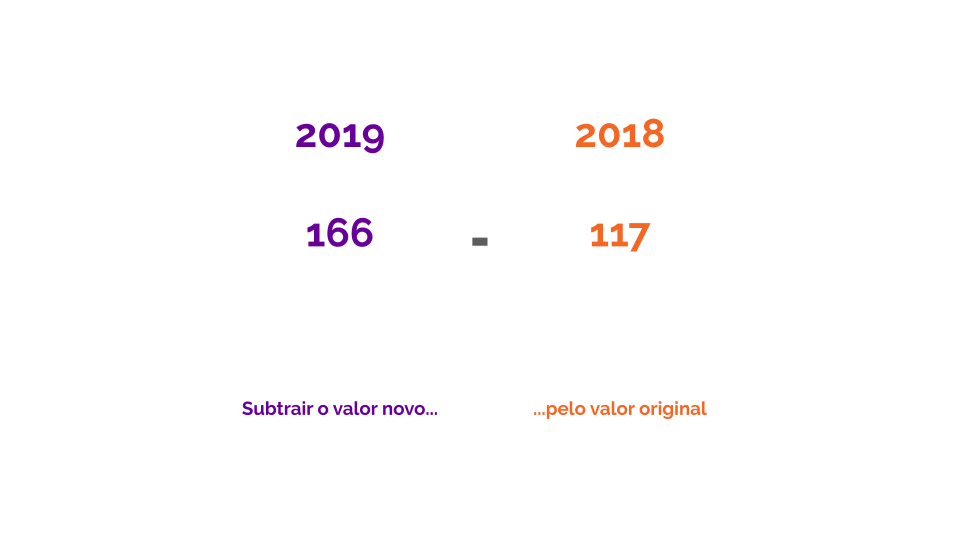 2019 2018
166 - 117
Subtrair o valor novo... ...pelo valor original